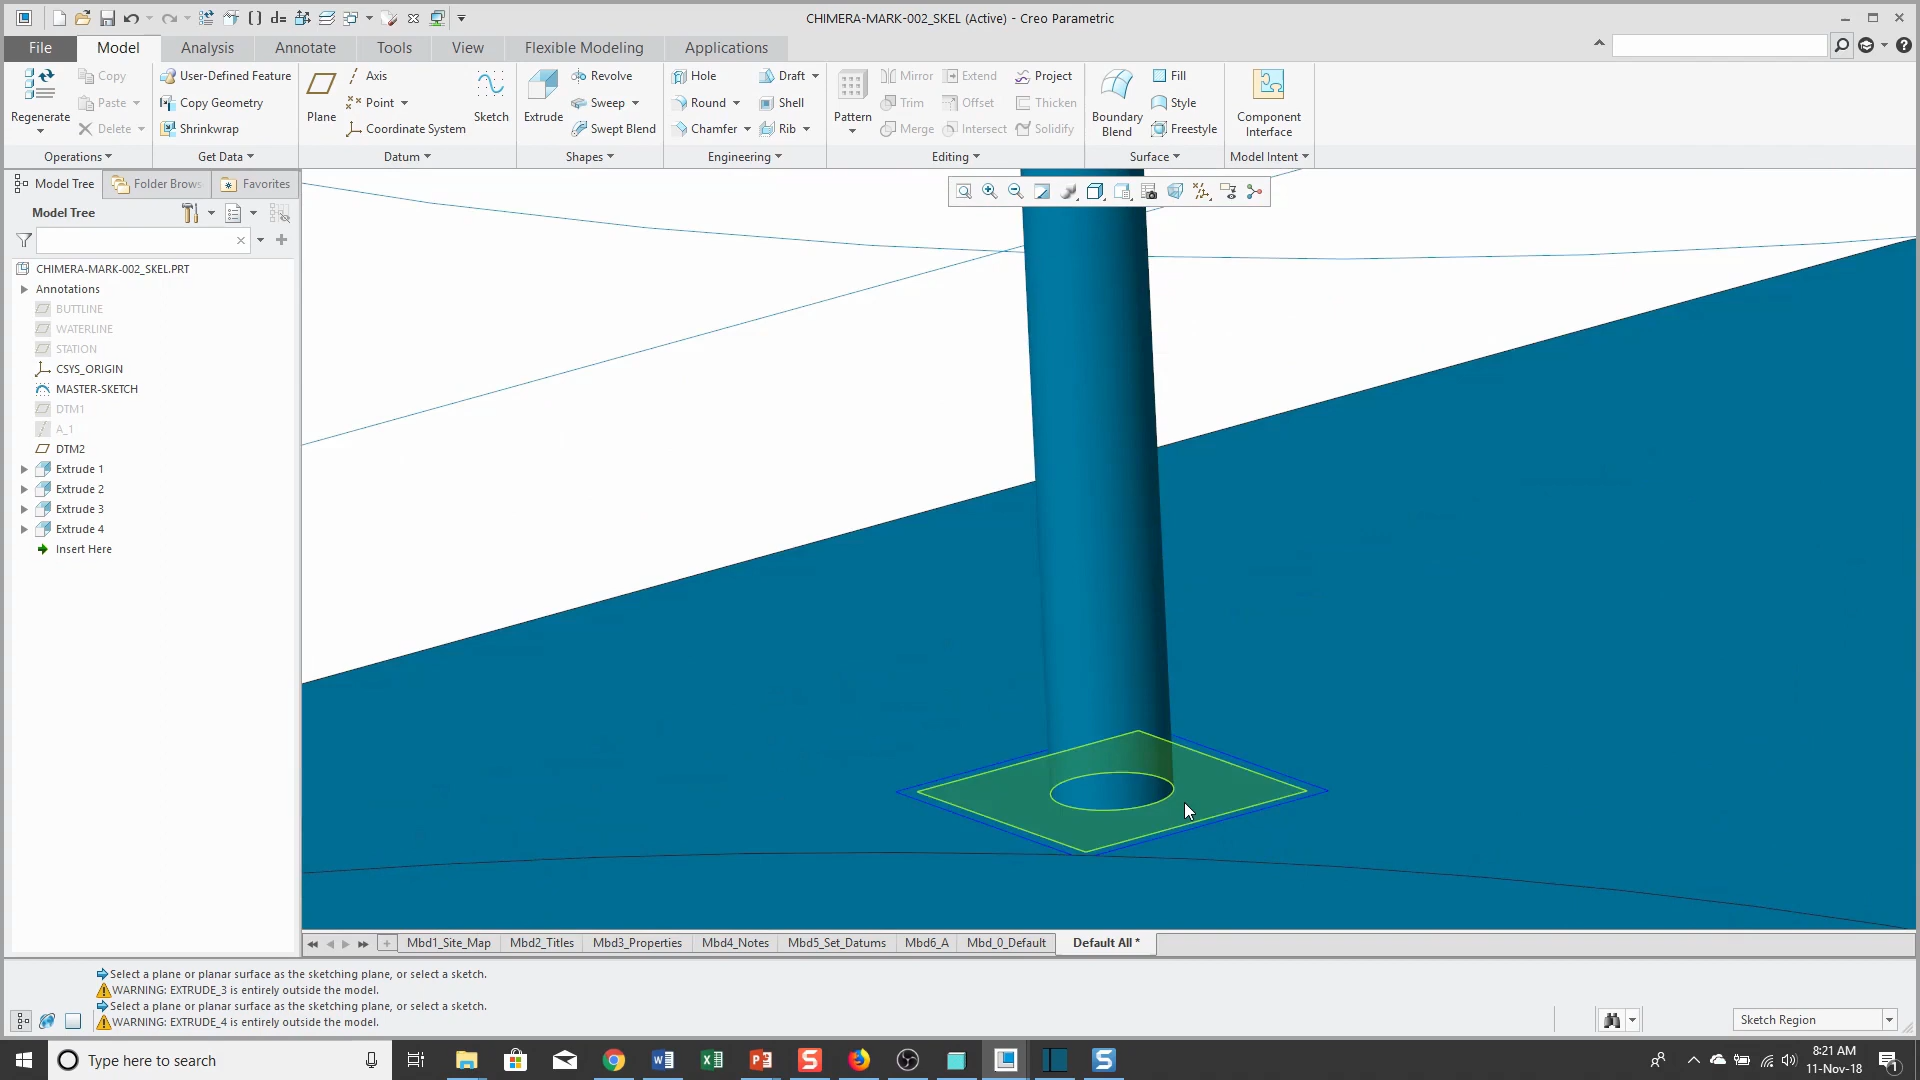 CHIMERA-MARK-002_SKEL (Active) - Creo Parametric
File Model Analysis Annotate Tools View Flexible Modeling Applications
Regenerate
Copy
Paste
Delete
Operations
User-Defined Feature
Copy Geometry
Shrinkwrap
Get Data
Plane
Axis
Point
Coordinate System
Sketch
Datum
Extrude
Revolve
Sweep
Swept Blend
Shapes
Hole
Round
Chamfer
Draft
Shell
Rib
Engineering
Pattern
Mirror
Trim
Merge
Extend
Offset
Intersect
Project
Thicken
Solidify
Editing
Boundary
Blend
Fill
Style
Freestyle
Surface
Component
Interface
Model Intent
Model Tree Folder Brows Favorites
Model Tree
CHIMERA-MARK-002_SKEL.PRT
Annotations
BUTTLINE
WATERLINE
STATION
CSYS_ORIGIN
MASTER-SKETCH
DTM1
A_1
DTM2
Extrude 1
Extrude 2
Extrude 3
Extrude 4
Insert Here
Mbd1_Site_Map Mbd2_Titles Mbd3_Properties Mbd4_Notes Mbd5_Set_Datums Mbd6_A Mbd_0_Default Default All *
Select a plane or planar surface as the sketching plane, or select a sketch.
WARNING: EXTRUDE_3 is entirely outside the model.
Select a plane or planar surface as the sketching plane, or select a sketch.
WARNING: EXTRUDE_4 is entirely outside the model.
Sketch Region
Type here to search
8:21 AM
11-Nov-18
1